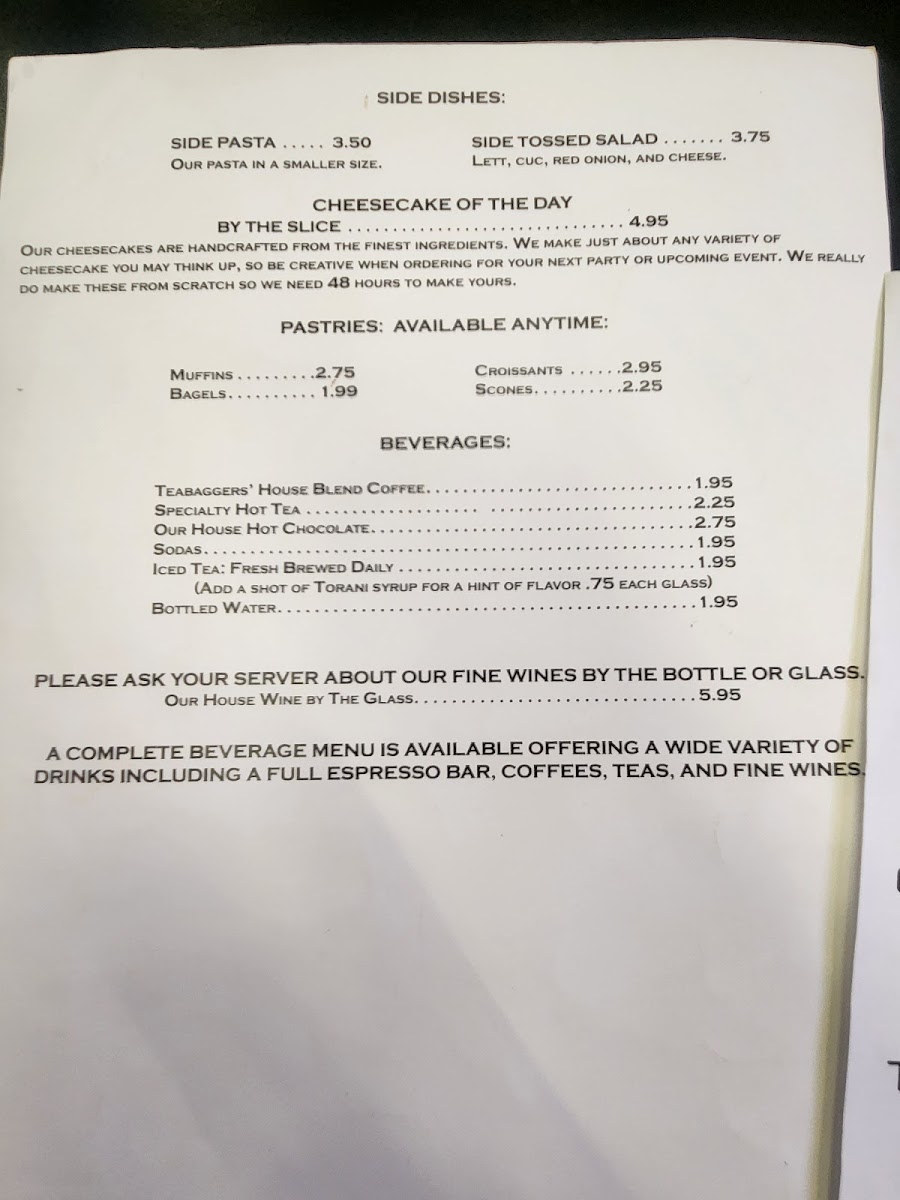 SIDE DISHES:
SIDE PASTA ..... 3.50
OUR PASTA IN A SMALLER SIZE.
SIDE TOSSED SALAD ....... 3.75
LETT, CUC, RED ONION, AND CHEESE.
CHEESECAKE OF THE DAY
BY THE SLICE ............................... 4.95
OUR CHEESECAKES ARE HANDCRAFTED FROM THE FINEST INGREDIENTS. WE MAKE JUST ABOUT ANY VARIETY OF
CHEESECAKE YOU MAY THINK UP, SO BE CREATIVE WHEN ORDERING FOR YOUR NEXT PARTY OR UPCOMING EVENT. WE REALLY
DO MAKE THESE FROM SCRATCH SO WE NEED 48 HOURS TO MAKE YOURS.
PASTRIES: AVAILABLE ANYTIME:
MUFFINS .........2.75
BAGELS.......... 1.99
CROISSANTS ......2.95
SCONES..........2.25
BEVERAGES:
TEABAGGERS' HOUSE BLEND COFFEE..............................1.95
SPECIALTY HOT TEA ................... .......................2.25
OUR HOUSE HOT CHOCOLATE....................................2.75
SODAS.......................................................1.95
ICED TEA: FRESH BREWED DAILY .................................1.95
(ADD A SHOT OF TORANI SYRUP FOR A HINT OF FLAVOR .75 EACH GLASS)
BOTTLED WATER...............................................1.95
PLEASE ASK YOUR SERVER ABOUT OUR FINE WINES BY THE BOTTLE OR GLASS.
OUR HOUSE WINE BY THE GLASS................................5.95
A COMPLETE BEVERAGE MENU IS AVAILABLE OFFERING A WIDE VARIETY OF
DRINKS INCLUDING A FULL ESPRESSO BAR, COFFEES, TEAS, AND FINE WINES.